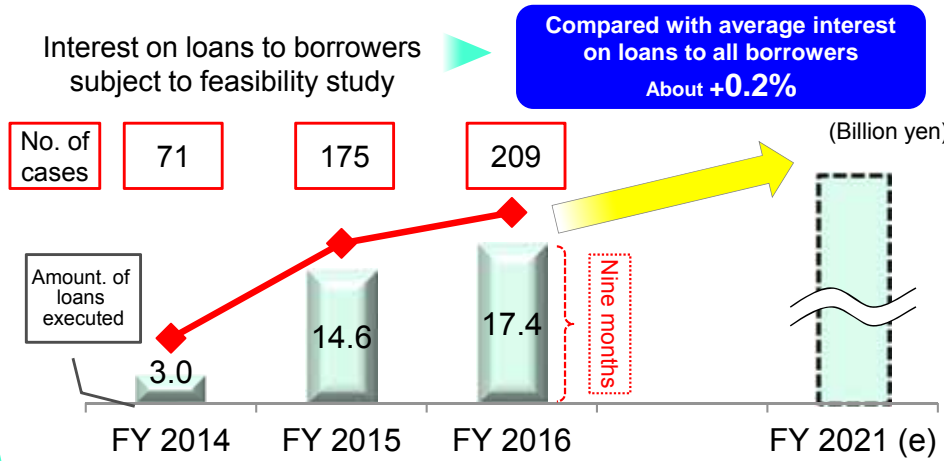 Interest on loans to borrowers
subject to feasibility study
Compared with average interest
on loans to all borrowers
About +0.2%
(Billion yen)
No. of
cases
71
175
209
Amount. of
loans
executed
3.0
14.6
17.4
Nine months
FY 2014
FY 2015
FY 2016
FY 2021 (e)